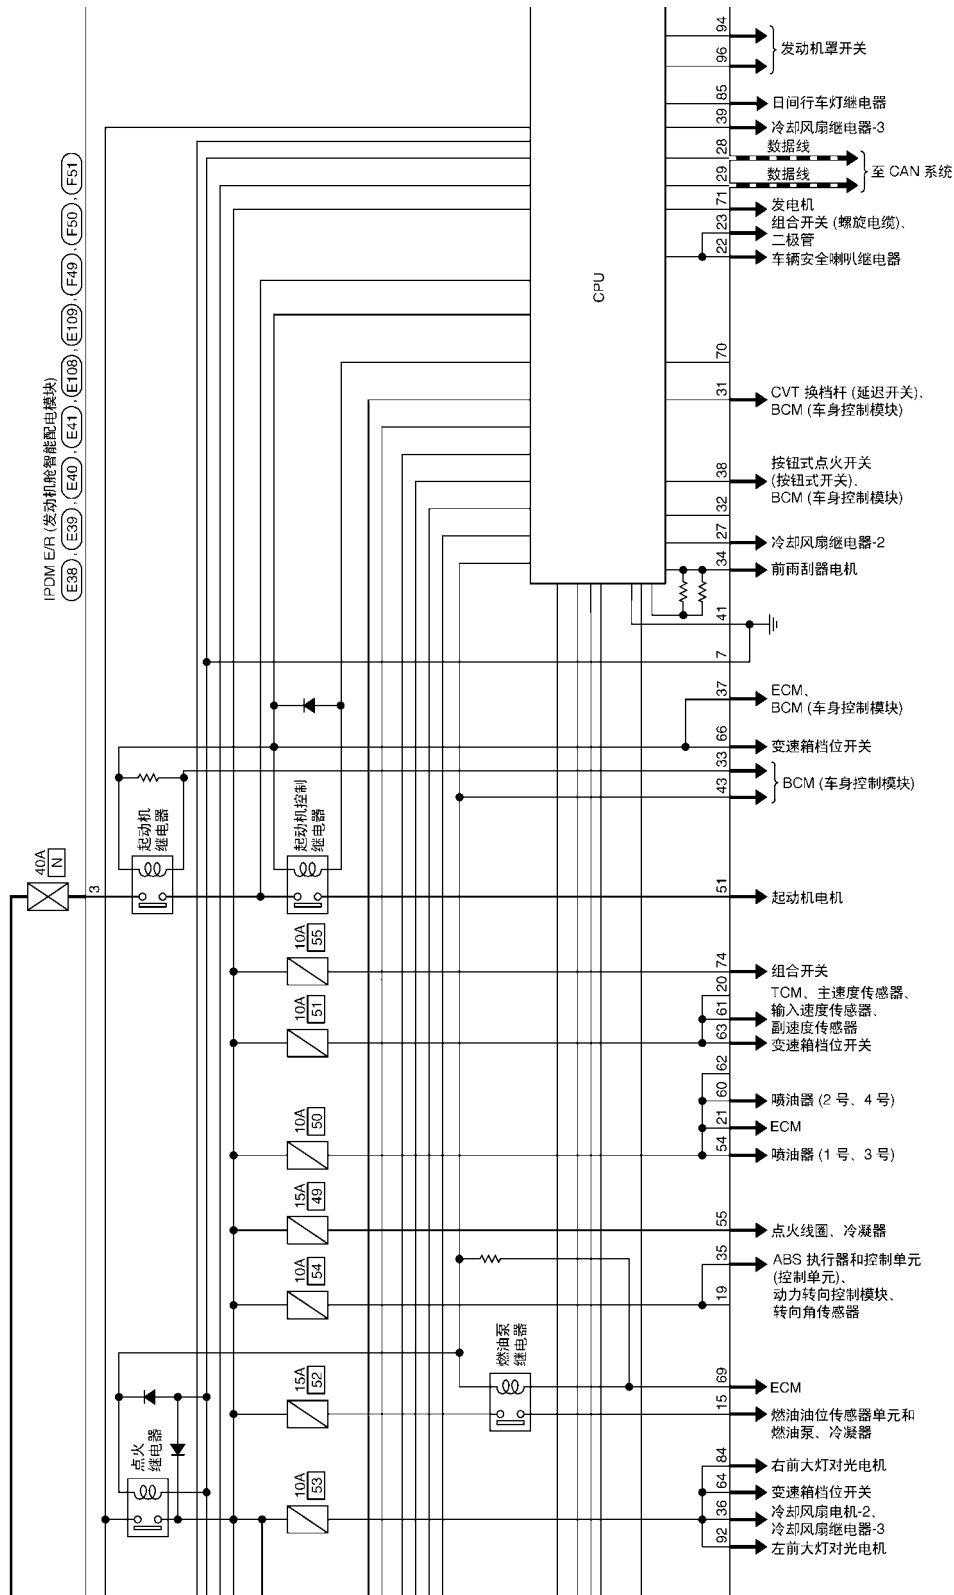 94
96
发动机罩开关
85
日间行车灯继电器
39
冷却风扇继电器-3
28
数据线
29
数据线
至 CAN 系统
71
发电机
23
组合开关 (螺旋电缆)、
二极管
22
车辆安全喇叭继电器
CPU
IPDM E/R (发动机舱智能配电模块)
E38 , E39 , E40 , E41 , E108 , E109 , F49 , F50 , F51
70
31
CVT 换档杆 (延迟开关)、
BCM (车身控制模块)
38
按钮式点火开关
(按钮式开关)、
BCM (车身控制模块)
32
27
冷却风扇继电器-2
34
前雨刮器电机
41
7
37
ECM、
BCM (车身控制模块)
66
变速箱档位开关
33
43
BCM (车身控制模块)
起动机
继电器
起动机控制
继电器
40A
N
3
51
起动机电机
10A
55
74
组合开关
10A
51
20
61
TCM、主速度传感器、
输入速度传感器、
副速度传感器
63
变速箱档位开关
62
60
喷油器 (2 号、4 号)
21
ECM
10A
50
54
喷油器 (1 号、3 号)
15A
49
55
点火线圈、冷凝器
35
ABS 执行器和控制单元
(控制单元)、
动力转向控制模块、
转向角传感器
10A
54
19
燃油泵
继电器
69
ECM
15A
52
15
燃油油位传感器单元和
燃油泵、冷凝器
点火
继电器
84
右前大灯对光电机
64
变速箱档位开关
10A
53
36
冷却风扇电机-2、
冷却风扇继电器-3
92
左前大灯对光电机